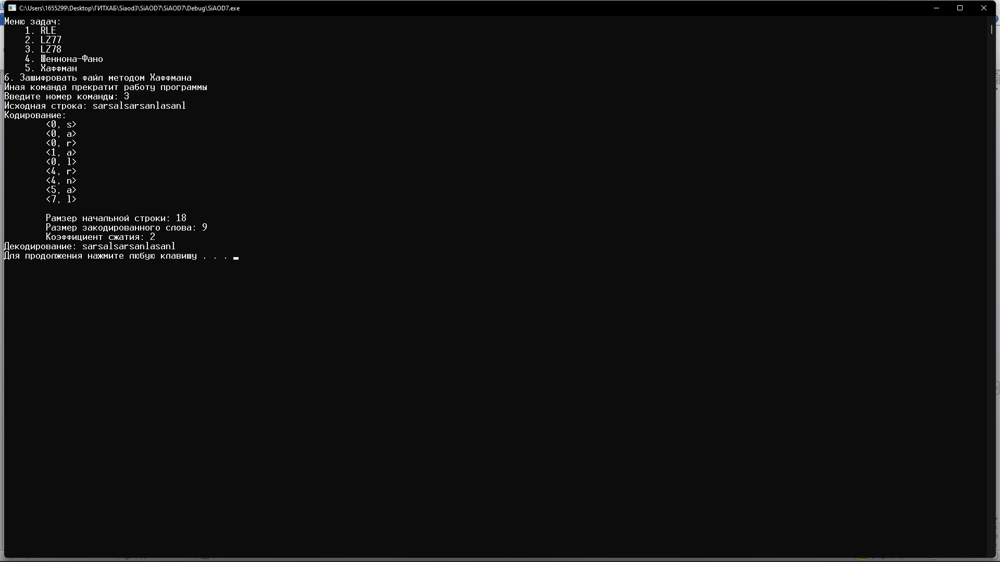 C:\Users\1655299\Desktop\ГИТХАБ\Siaod3\SiAOD7\SiAOD7\Debug\SiAOD7.exe
Меню задач:
1. RLE
2. LZ77
3. LZ78
4. Шеннона-Фано
5. Хаффман
6. Зашифровать файл методом Хаффмана
Иная команда прекратит работу программы
Введите номер команды: 3
Исходная строка: sarsalsarsanlasanl
Кодирование:
<0, s>
<0, a>
<0, r>
<1, a>
<0, l>
<4, r>
<4, n>
<5, a>
<7, l>
Рамзер начальной строки: 18
Размер закодированного слова: 9
Коэффициент сжатия: 2
Декодирование: sarsalsarsanlasanl
Для продолжения нажмите любую клавишу . . .